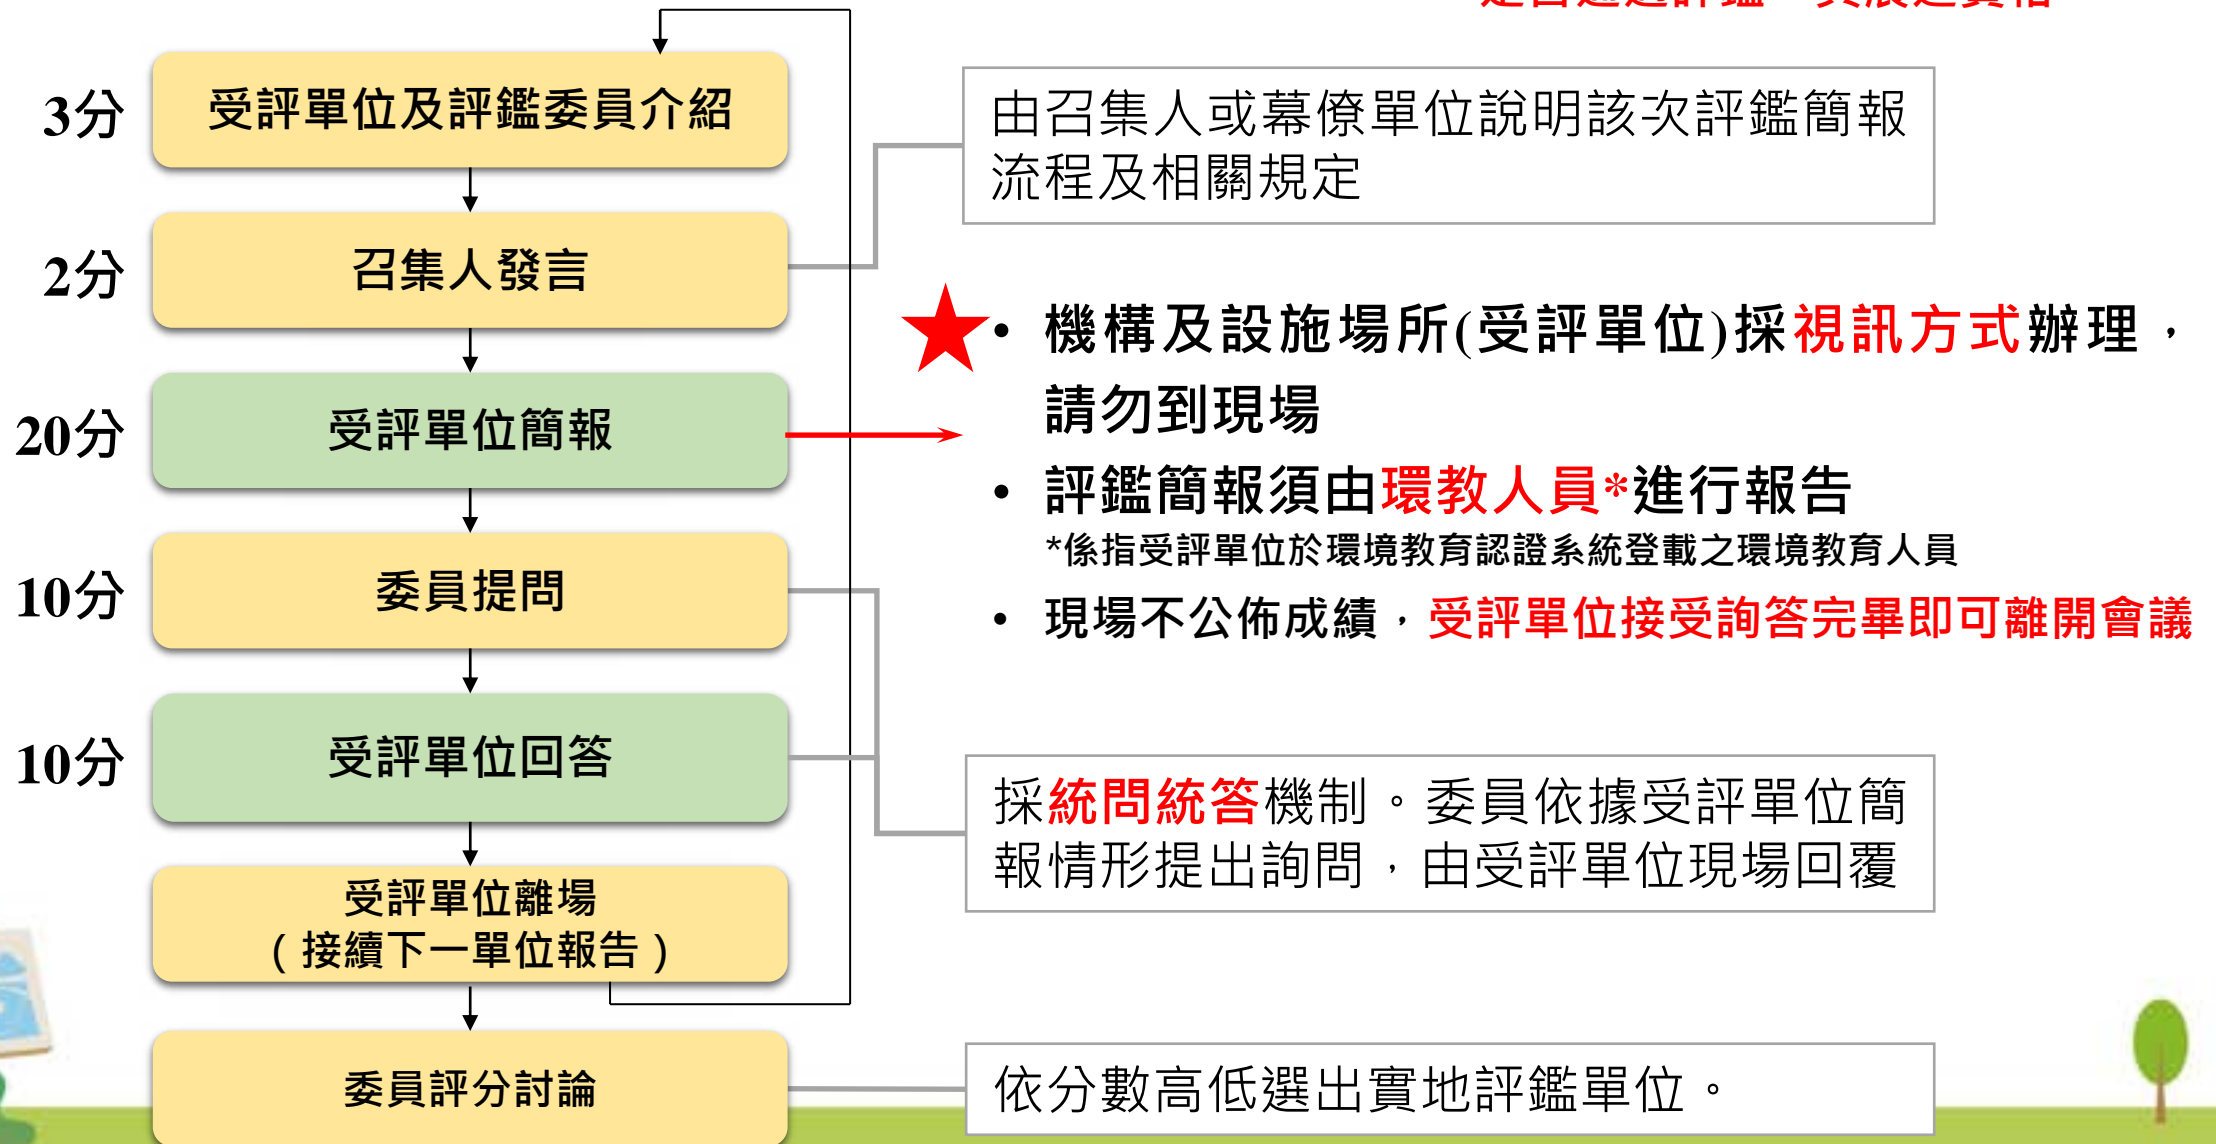 3分
受評單位及評鑑委員介紹
由召集人或幕僚單位說明該次評鑑簡報
流程及相關規定
2分
召集人發言
20分
受評單位簡報
• 機構及設施場所(受評單位)採視訊方式辦理，
請勿到現場
• 評鑑簡報須由環教人員*進行報告
*係指受評單位於環境教育認證系統登載之環境教育人員
• 現場不公佈成績，受評單位接受詢答完畢即可離開會議
10分
委員提問
10分
受評單位回答
採統問統答機制。委員依據受評單位簡
報情形提出詢問，由受評單位現場回覆
受評單位離場
（接續下一單位報告）
委員評分討論
依分數高低選出實地評鑑單位。